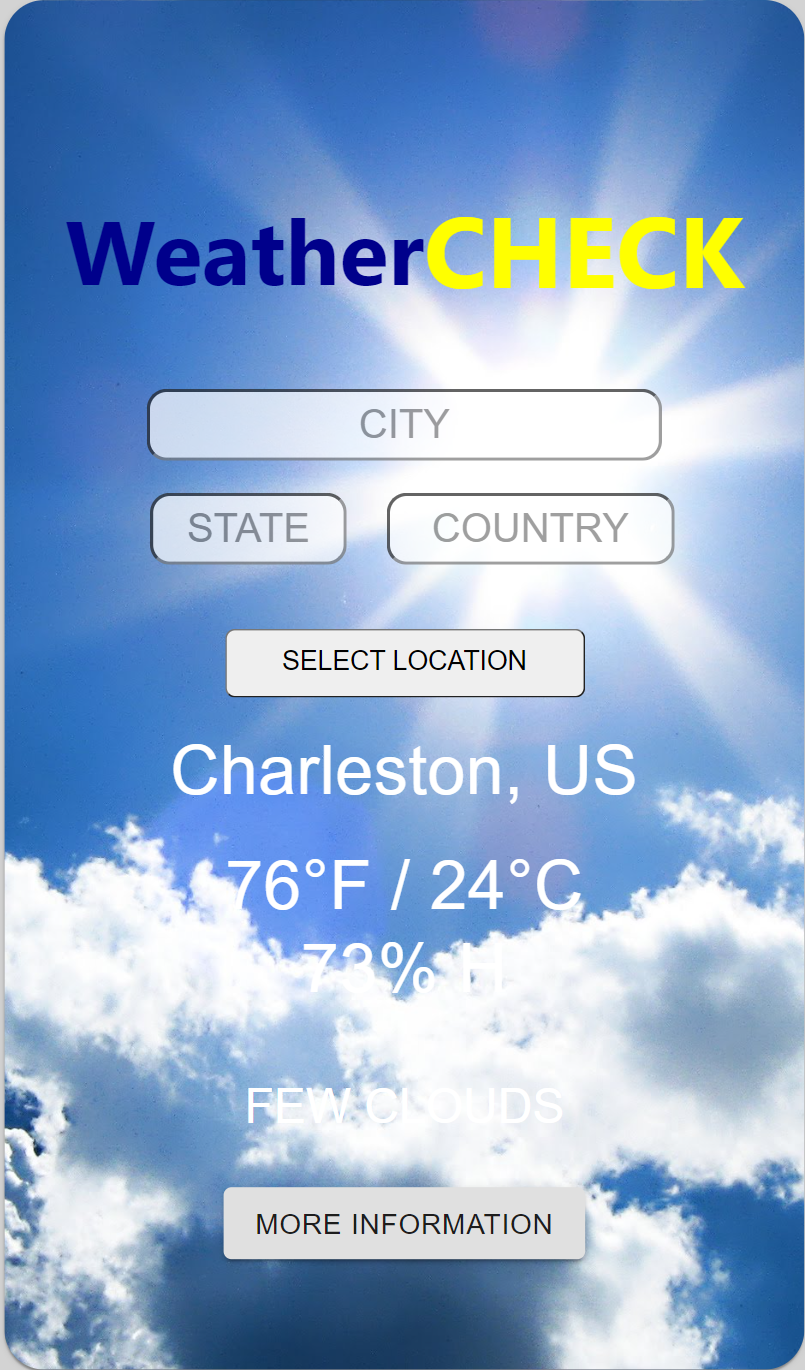 WeatherCHECK
CITY
STATE COUNTRY
SELECT LOCATION
Charleston, US
76°F / 24°C
73% H
FEW CLOUDS
MORE INFORMATION